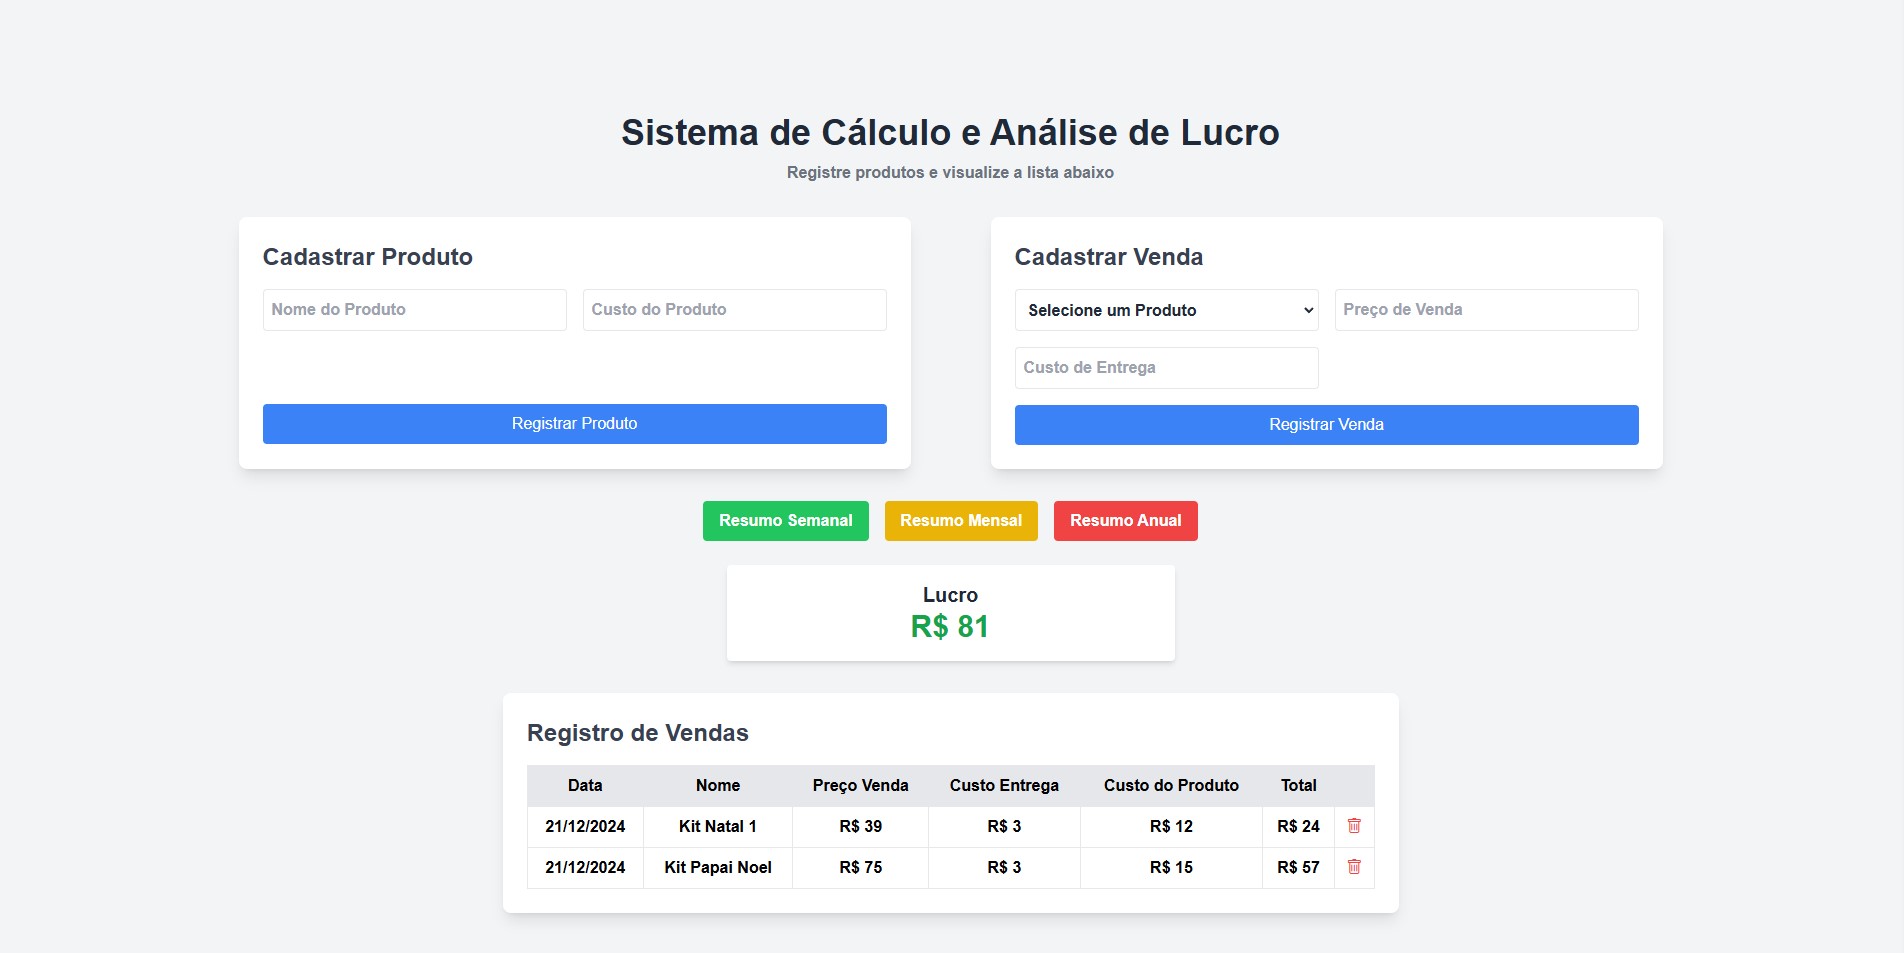 Sistema de Cálculo e Análise de Lucro
Registre produtos e visualize a lista abaixo
Cadastrar Produto
Nome do Produto
Custo do Produto
Registrar Produto
Cadastrar Venda
Selecione um Produto
Preço de Venda
Custo de Entrega
Registrar Venda
Resumo Semanal
Resumo Mensal
Resumo Anual
Lucro
R$ 81
Registro de Vendas
Data Nome Preço Venda Custo Entrega Custo do Produto Total
21/12/2024 Kit Natal 1 R$ 39 R$ 3 R$ 12 R$ 24
21/12/2024 Kit Papai Noel R$ 75 R$ 3 R$ 15 R$ 57